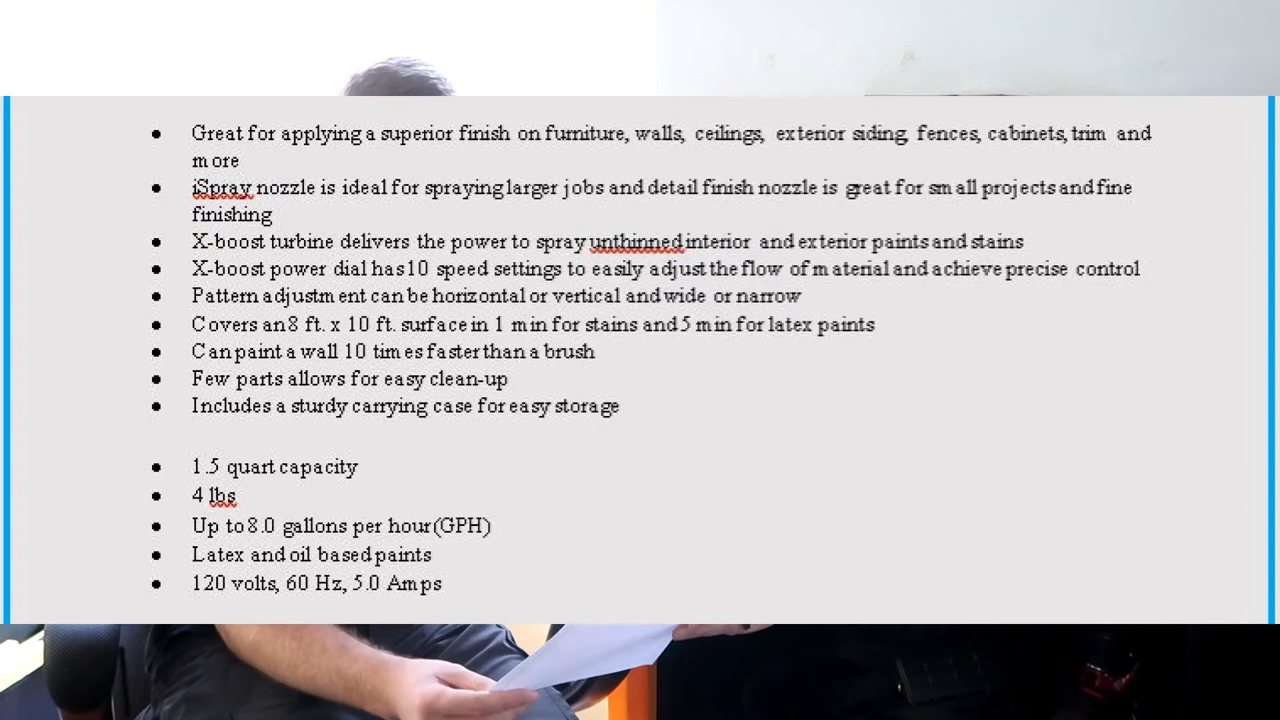 • Great for applying a superior finish on furniture, walls, ceilings, exterior siding, fences, cabinets, trim and
more
• iSpray nozzle is ideal for spraying larger jobs and detail finish nozzle is great for small projects and fine
finishing
• X-boost turbine delivers the power to spray unthinned interior and exterior paints and stains
• X-boost power dial has 10 speed settings to easily adjust the flow of material and achieve precise control
• Pattern adjustment can be horizontal or vertical and wide or narrow
• Covers an 8 ft. x 10 ft. surface in 1 min for stains and 5 min for latex paints
• Can paint a wall 10 times faster than a brush
• Few parts allows for easy clean-up
• Includes a sturdy carrying case for easy storage
• 1.5 quart capacity
• 4 lbs
• Up to 8.0 gallons per hour (GPH)
• Latex and oil based paints
• 120 volts, 60 Hz, 5.0 Amps